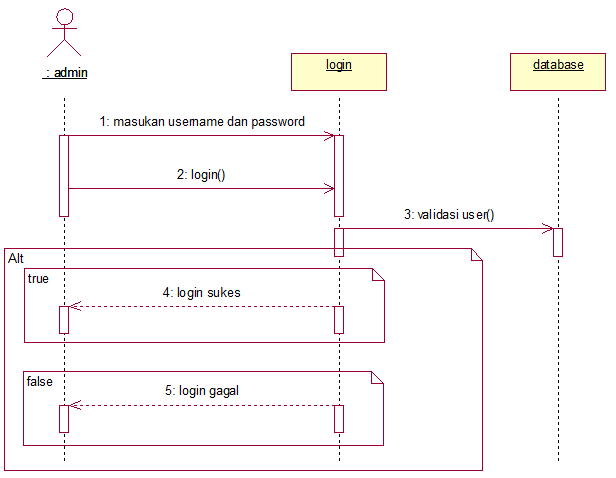 : admin
login
database
1: masukan username dan password
2: login()
3: validasi user()
Alt
true
4: login sukes
false
5: login gagal